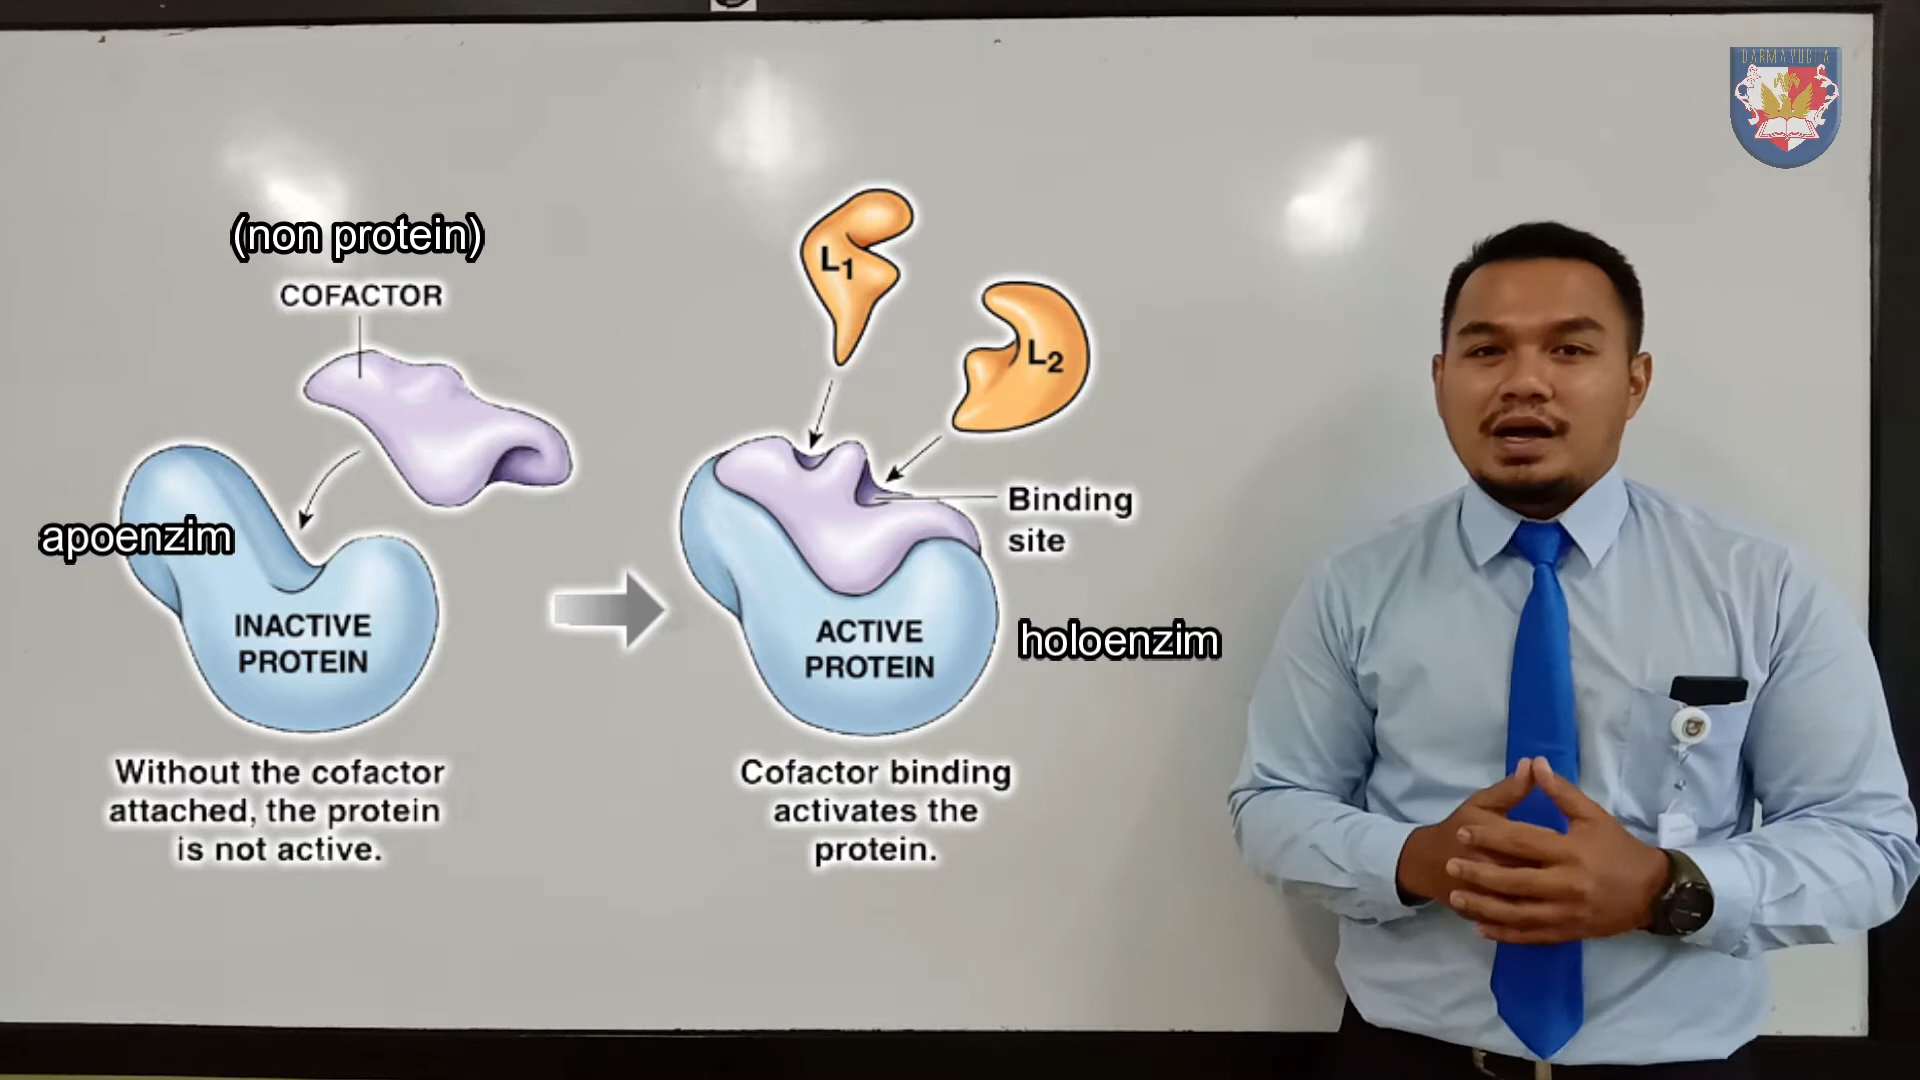 DARMAYUDHA
(non protein)
COFACTOR
L1
L2
Binding
site
apoenzim
INACTIVE
PROTEIN
ACTIVE
PROTEIN
holoenzim
Without the cofactor
attached, the protein
is not active.
Cofactor binding
activates the
protein.